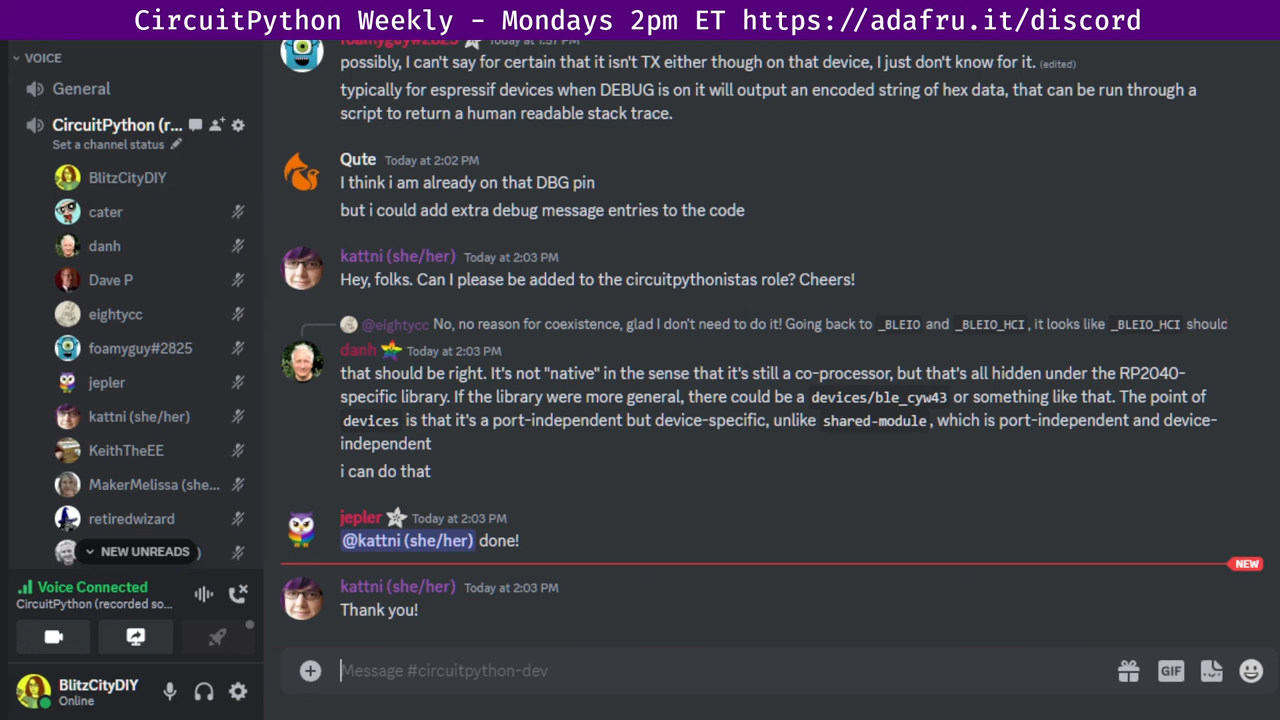 CircuitPython Weekly - Mondays 2pm ET https://adafru.it/discord
VOICE
General
CircuitPython (r...
Set a channel status
BlitzCityDIY
cater
danh
Dave P
eightycc
foamyguy#2825
jepler
kattni (she/her)
KeithTheEE
MakerMelissa (she...
retiredwizard
NEW UNREADS
)
Voice Connected
CircuitPython (recorded so...
BlitzCityDIY
Online
foamyguy#2825 Today at 1:57 PM
possibly, I can't say for certain that it isn't TX either though on that device, I just don't know for it. (edited)
typically for espressif devices when DEBUG is on it will output an encoded string of hex data, that can be run through a
script to return a human readable stack trace.
Qute Today at 2:02 PM
I think i am already on that DBG pin
but i could add extra debug message entries to the code
kattni (she/her) Today at 2:03 PM
Hey, folks. Can I please be added to the circuitpythonistas role? Cheers!
@eightycc No, no reason for coexistence, glad I don't need to do it! Going back to _BLEIO and _BLEIO_HCI, it looks like _BLEIO_HCI should
danh Today at 2:03 PM
that should be right. It's not "native" in the sense that it's still a co-processor, but that's all hidden under the RP2040-
specific library. If the library were more general, there could be a devices/ble_cyw43 or something like that. The point of
devices is that it's a port-independent but device-specific, unlike shared-module, which is port-independent and device-
independent
i can do that
jepler Today at 2:03 PM
@kattni (she/her) done!
NEW
kattni (she/her) Today at 2:03 PM
Thank you!
Message #circuitpython-dev
GIF